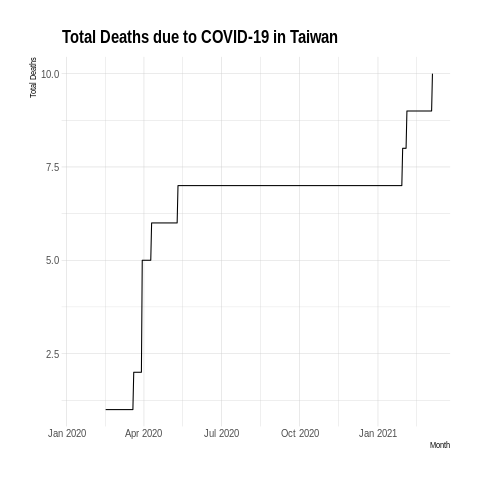 Total Deaths due to COVID-19 in Taiwan
Total Deaths
10.0
7.5
5.0
2.5
Jan 2020 Apr 2020 Jul 2020 Oct 2020 Jan 2021
Month